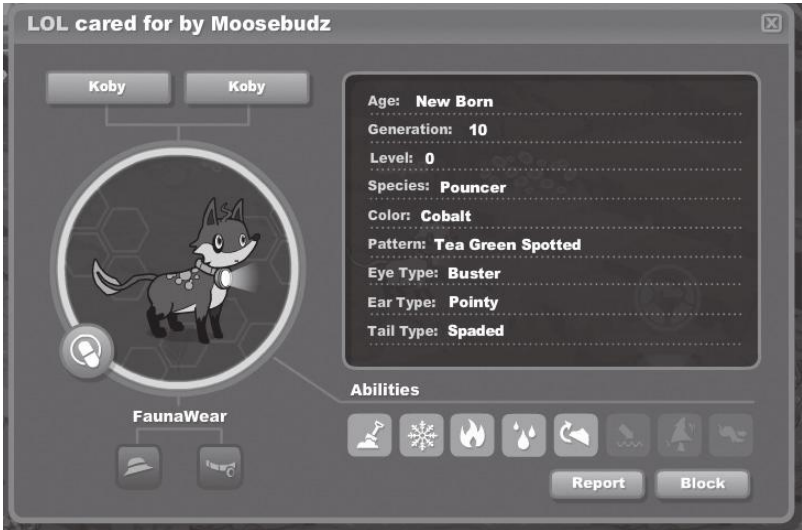 LOL cared for by Moosebudz
Koby
Koby
Age: New Born
Generation: 10
Level: 0
Species: Pouncer
Color: Cobalt
Pattern: Tea Green Spotted
Eye Type: Buster
Ear Type: Pointy
Tail Type: Spaded
Abilities
FaunaWear
Report
Block